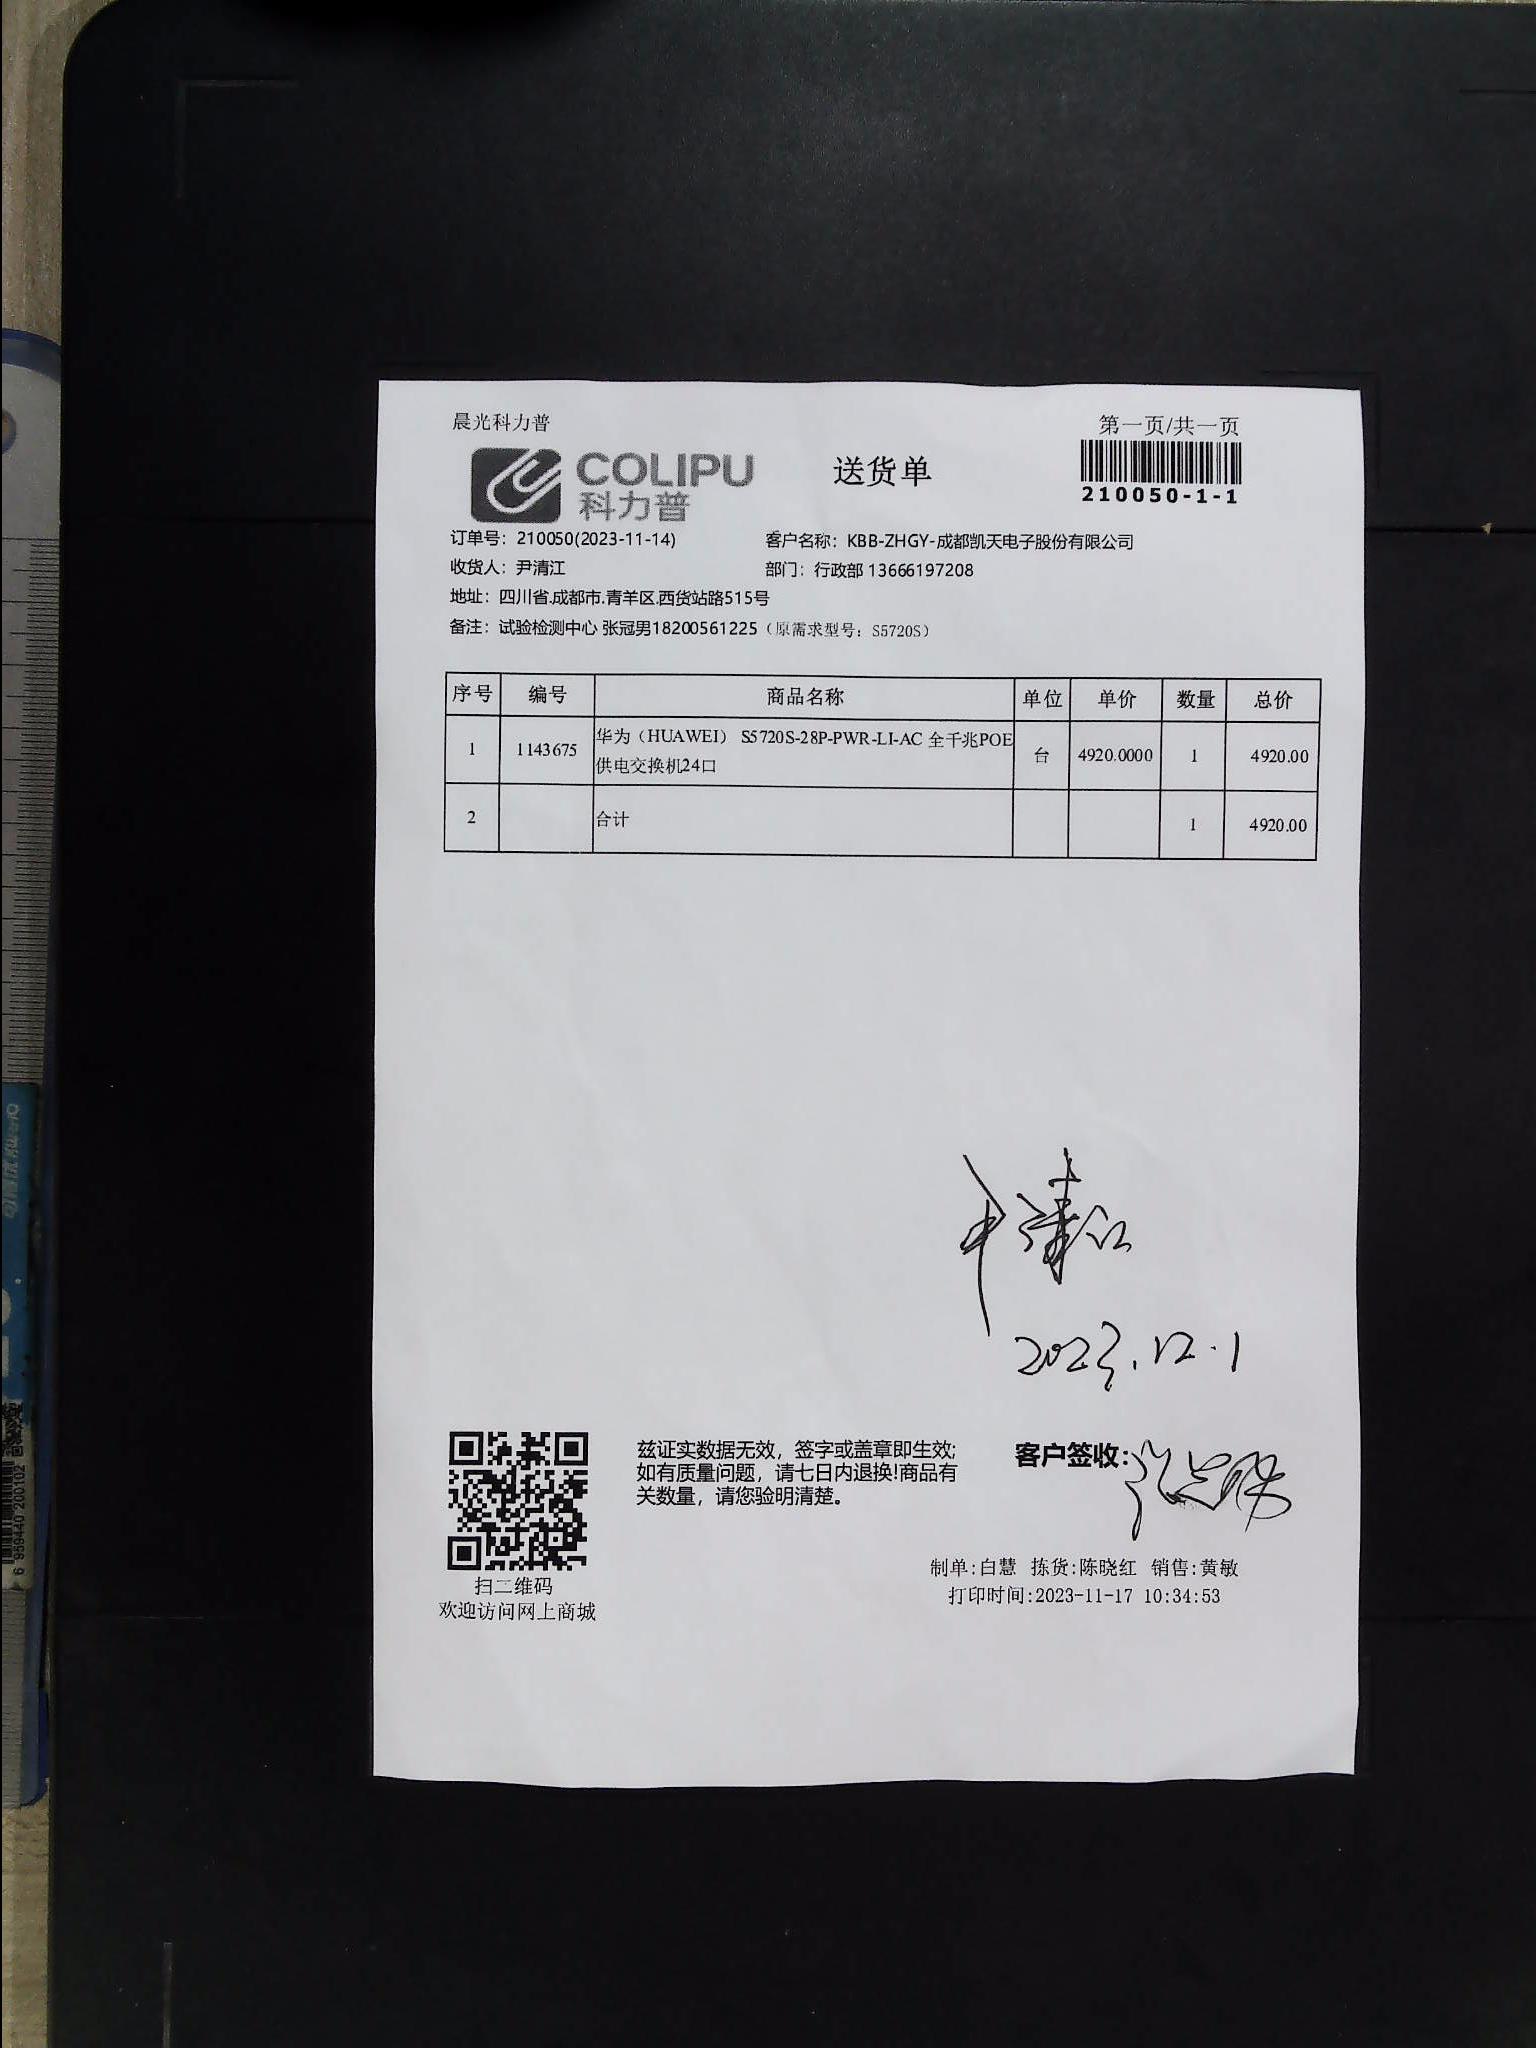 晨光科力普
第一页/共一页
COLIPU
科力普
送货单
210050-1-1
订单号：210050(2023-11-14)
客户名称：KBB-ZHGY-成都凯天电子股份有限公司
收货人：尹清江
部门：行政部 13666197208
地址：四川省.成都市.青羊区.西货站路515号
备注：试验检测中心 张冠男18200561225（原需求型号：S5720S）
序号 编号 商品名称 单位 单价 数量 总价
1 1143675 华为（HUAWEI） S5720S-28P-PWR-LI-AC 全千兆POE 台 4920.0000 1 4920.00
供电交换机24口
2 合计 1 4920.00
尹清江
2023.12.1
兹证实数据无效，签字或盖章即生效;
如有质量问题，请七日内退换!商品有
关数量，请您验明清楚。
客户签收:
扫二维码
欢迎访问网上商城
制单:白慧 拣货:陈晓红 销售:黄敏
打印时间:2023-11-17 10:34:53
6 959440 200102